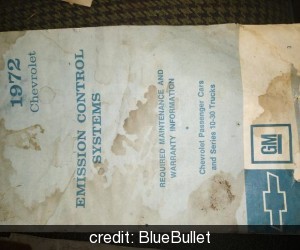 1972
Chevrolet
EMISSION CONTROL
SYSTEMS
REQUIRED MAINTENANCE AND
WARRANTY INFORMATION
Chevrolet Passenger Cars
and Series 10-30 Trucks
GM
credit: BlueBullet